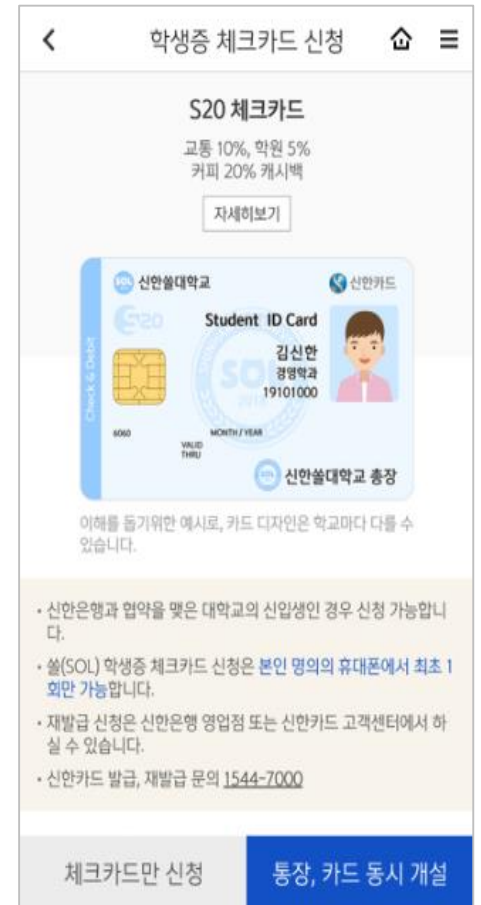 학생증 체크카드 신청
S20 체크카드
교통 10%, 학원 5%
커피 20% 캐시백
자세히보기
SOL 신한쏠대학교
신한카드
S20
Student ID Card
김신한
경영학과
19101000
Check & Debit
SOL
6060
MONTH / YEAR
VALID
THRU
신한쏠대학교 총장
이해를 돕기위한 예시로, 카드 디자인은 학교마다 다를 수
있습니다.
• 신한은행과 협약을 맺은 대학교의 신입생인 경우 신청 가능합니
다.
• 쏠(SOL) 학생증 체크카드 신청은 본인 명의의 휴대폰에서 최초 1
회만 가능합니다.
• 재발급 신청은 신한은행 영업점 또는 신한카드 고객센터에서 하
실 수 있습니다.
• 신한카드 발급, 재발급 문의 1544-7000
체크카드만 신청
통장, 카드 동시 개설